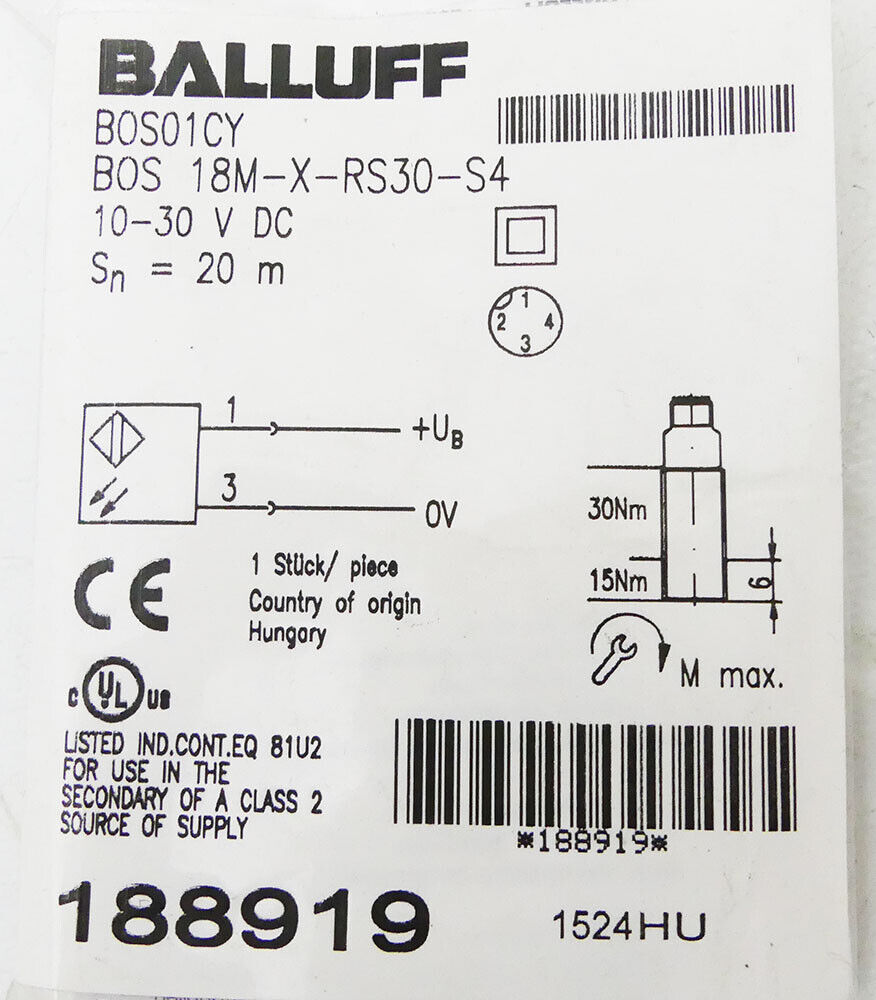 BALLUFF
BOS01CY
BOS 18M-X-RS30-S4
10-30 V DC
Sn = 20 m
1
2 4
3
1 +UB
3 0V
30Nm
15Nm 6
M max.
CE
1 Stück/ piece
Country of origin
Hungary
c UL us
LISTED IND.CONT.EQ 81U2
FOR USE IN THE
SECONDARY OF A CLASS 2
SOURCE OF SUPPLY
*188919*
188919
1524HU